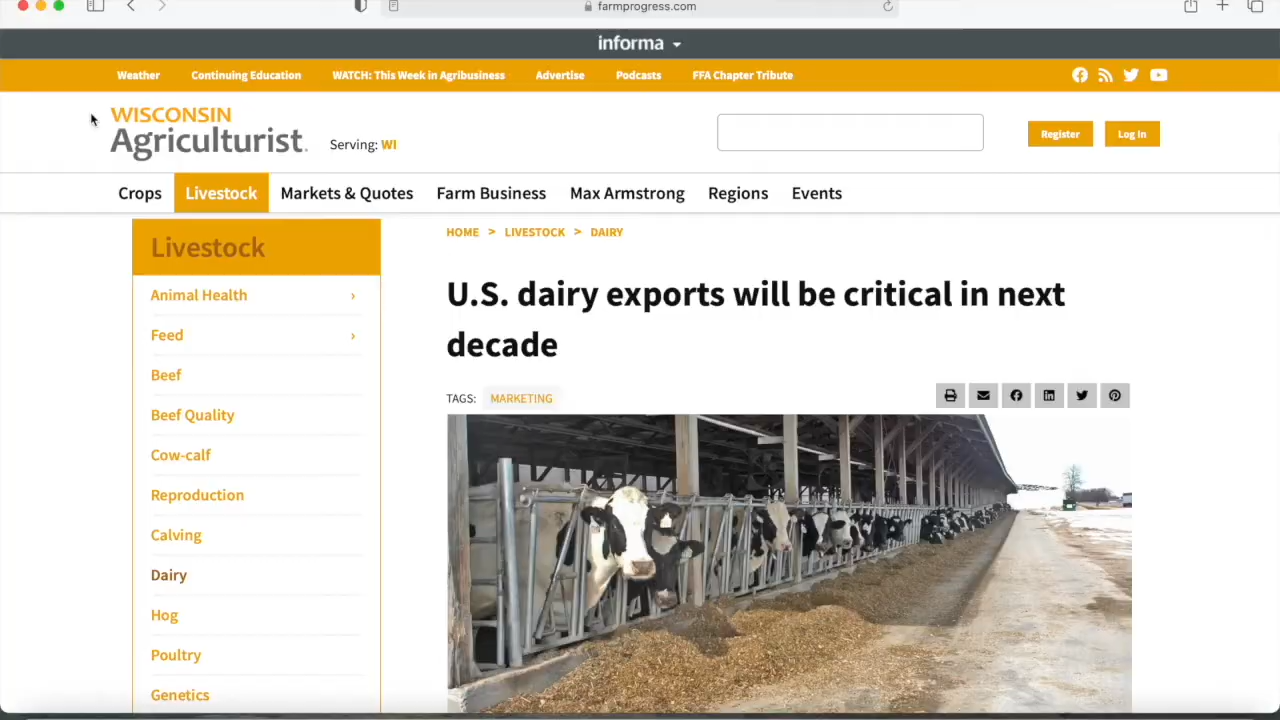 farmprogress.com
informa
Weather
Continuing Education
WATCH: This Week in Agribusiness
Advertise
Podcasts
FFA Chapter Tribute
WISCONSIN
Agriculturist.
Serving: WI
Register
Log In
Crops
Livestock
Markets & Quotes
Farm Business
Max Armstrong
Regions
Events
Livestock
Animal Health
Feed
Beef
Beef Quality
Cow-calf
Reproduction
Calving
Dairy
Hog
Poultry
Genetics
HOME > LIVESTOCK > DAIRY
U.S. dairy exports will be critical in next
decade
TAGS: MARKETING